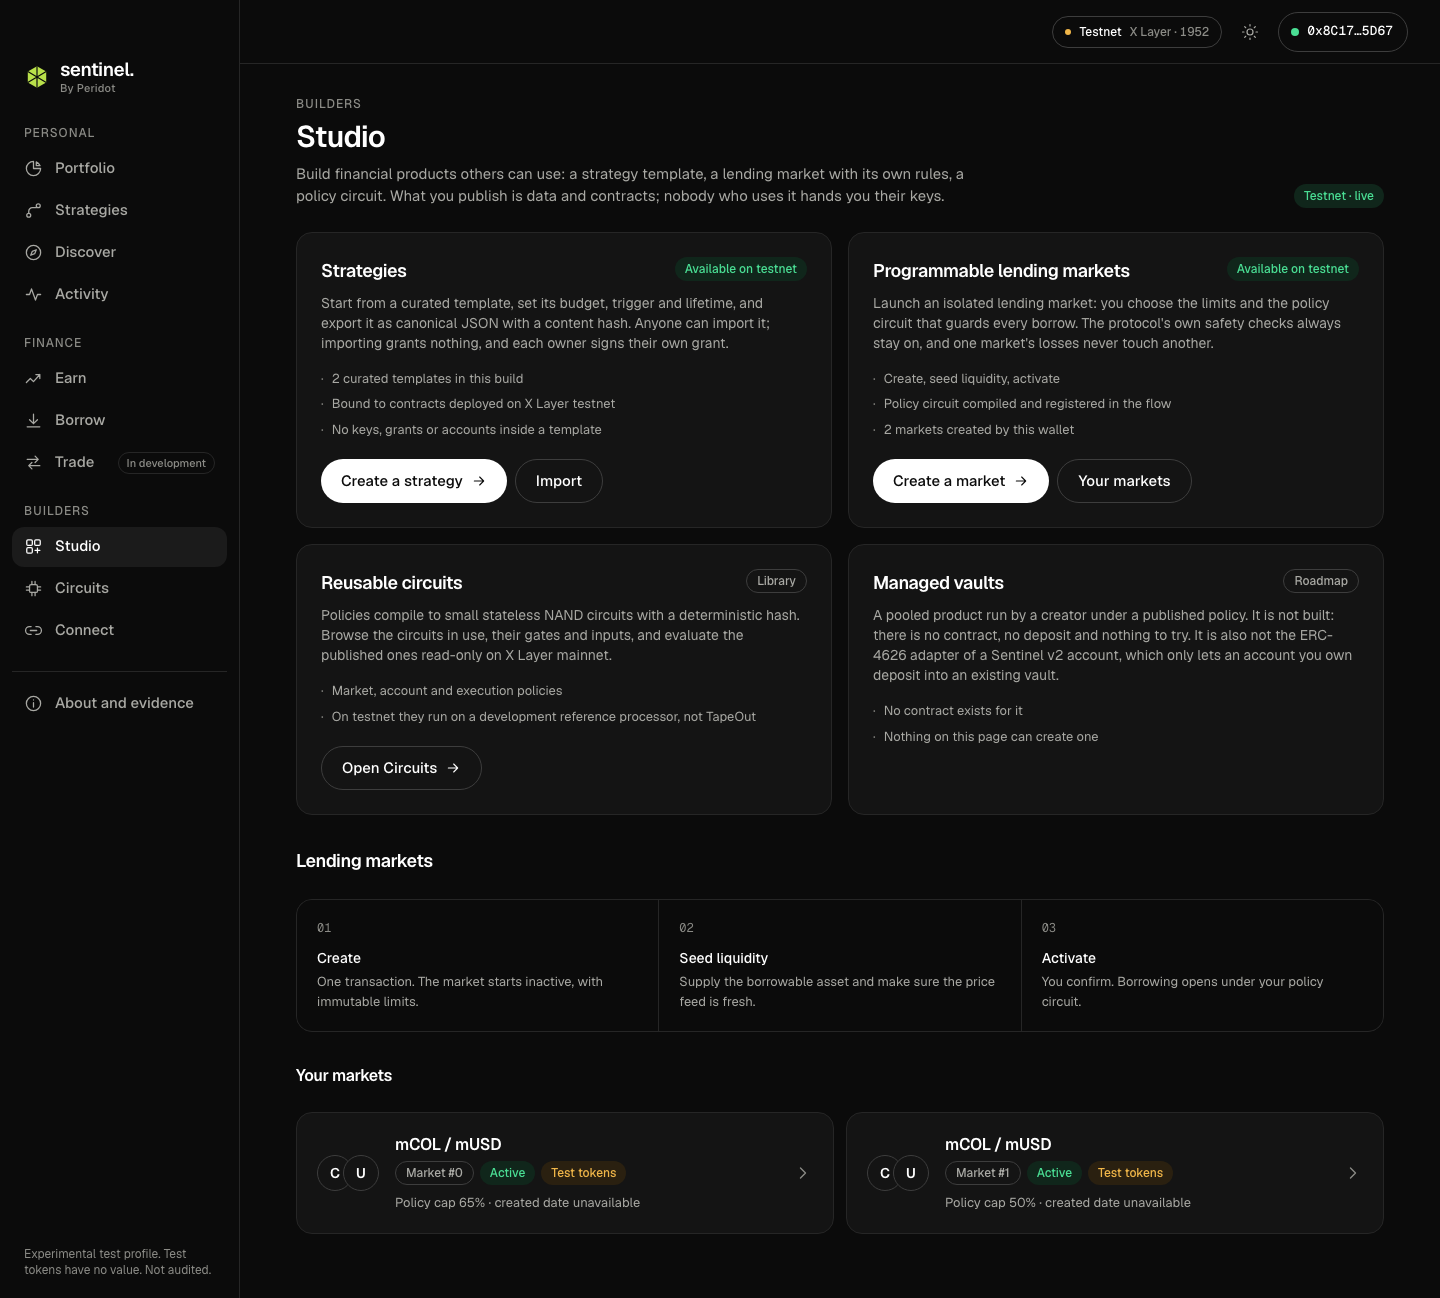 Testnet X Layer · 1952
0x8C17…5D67
sentinel.
By Peridot
PERSONAL
Portfolio
Strategies
Discover
Activity
FINANCE
Earn
Borrow
Trade In development
BUILDERS
Studio
Circuits
Connect
About and evidence
Experimental test profile. Test
tokens have no value. Not audited.
BUILDERS
Studio
Build financial products others can use: a strategy template, a lending market with its own rules, a
policy circuit. What you publish is data and contracts; nobody who uses it hands you their keys.
Testnet · live
Strategies
Available on testnet
Start from a curated template, set its budget, trigger and lifetime, and
export it as canonical JSON with a content hash. Anyone can import it;
importing grants nothing, and each owner signs their own grant.
· 2 curated templates in this build
· Bound to contracts deployed on X Layer testnet
· No keys, grants or accounts inside a template
Create a strategy →
Import
Programmable lending markets
Available on testnet
Launch an isolated lending market: you choose the limits and the policy
circuit that guards every borrow. The protocol's own safety checks always
stay on, and one market's losses never touch another.
· Create, seed liquidity, activate
· Policy circuit compiled and registered in the flow
· 2 markets created by this wallet
Create a market →
Your markets
Reusable circuits
Library
Policies compile to small stateless NAND circuits with a deterministic hash.
Browse the circuits in use, their gates and inputs, and evaluate the
published ones read-only on X Layer mainnet.
· Market, account and execution policies
· On testnet they run on a development reference processor, not TapeOut
Open Circuits →
Managed vaults
Roadmap
A pooled product run by a creator under a published policy. It is not built:
there is no contract, no deposit and nothing to try. It is also not the ERC-
4626 adapter of a Sentinel v2 account, which only lets an account you own
deposit into an existing vault.
· No contract exists for it
· Nothing on this page can create one
Lending markets
01
Create
One transaction. The market starts inactive, with
immutable limits.
02
Seed liquidity
Supply the borrowable asset and make sure the price
feed is fresh.
03
Activate
You confirm. Borrowing opens under your policy
circuit.
Your markets
C U
mCOL / mUSD
Market #0 Active Test tokens
Policy cap 65% · created date unavailable
C U
mCOL / mUSD
Market #1 Active Test tokens
Policy cap 50% · created date unavailable